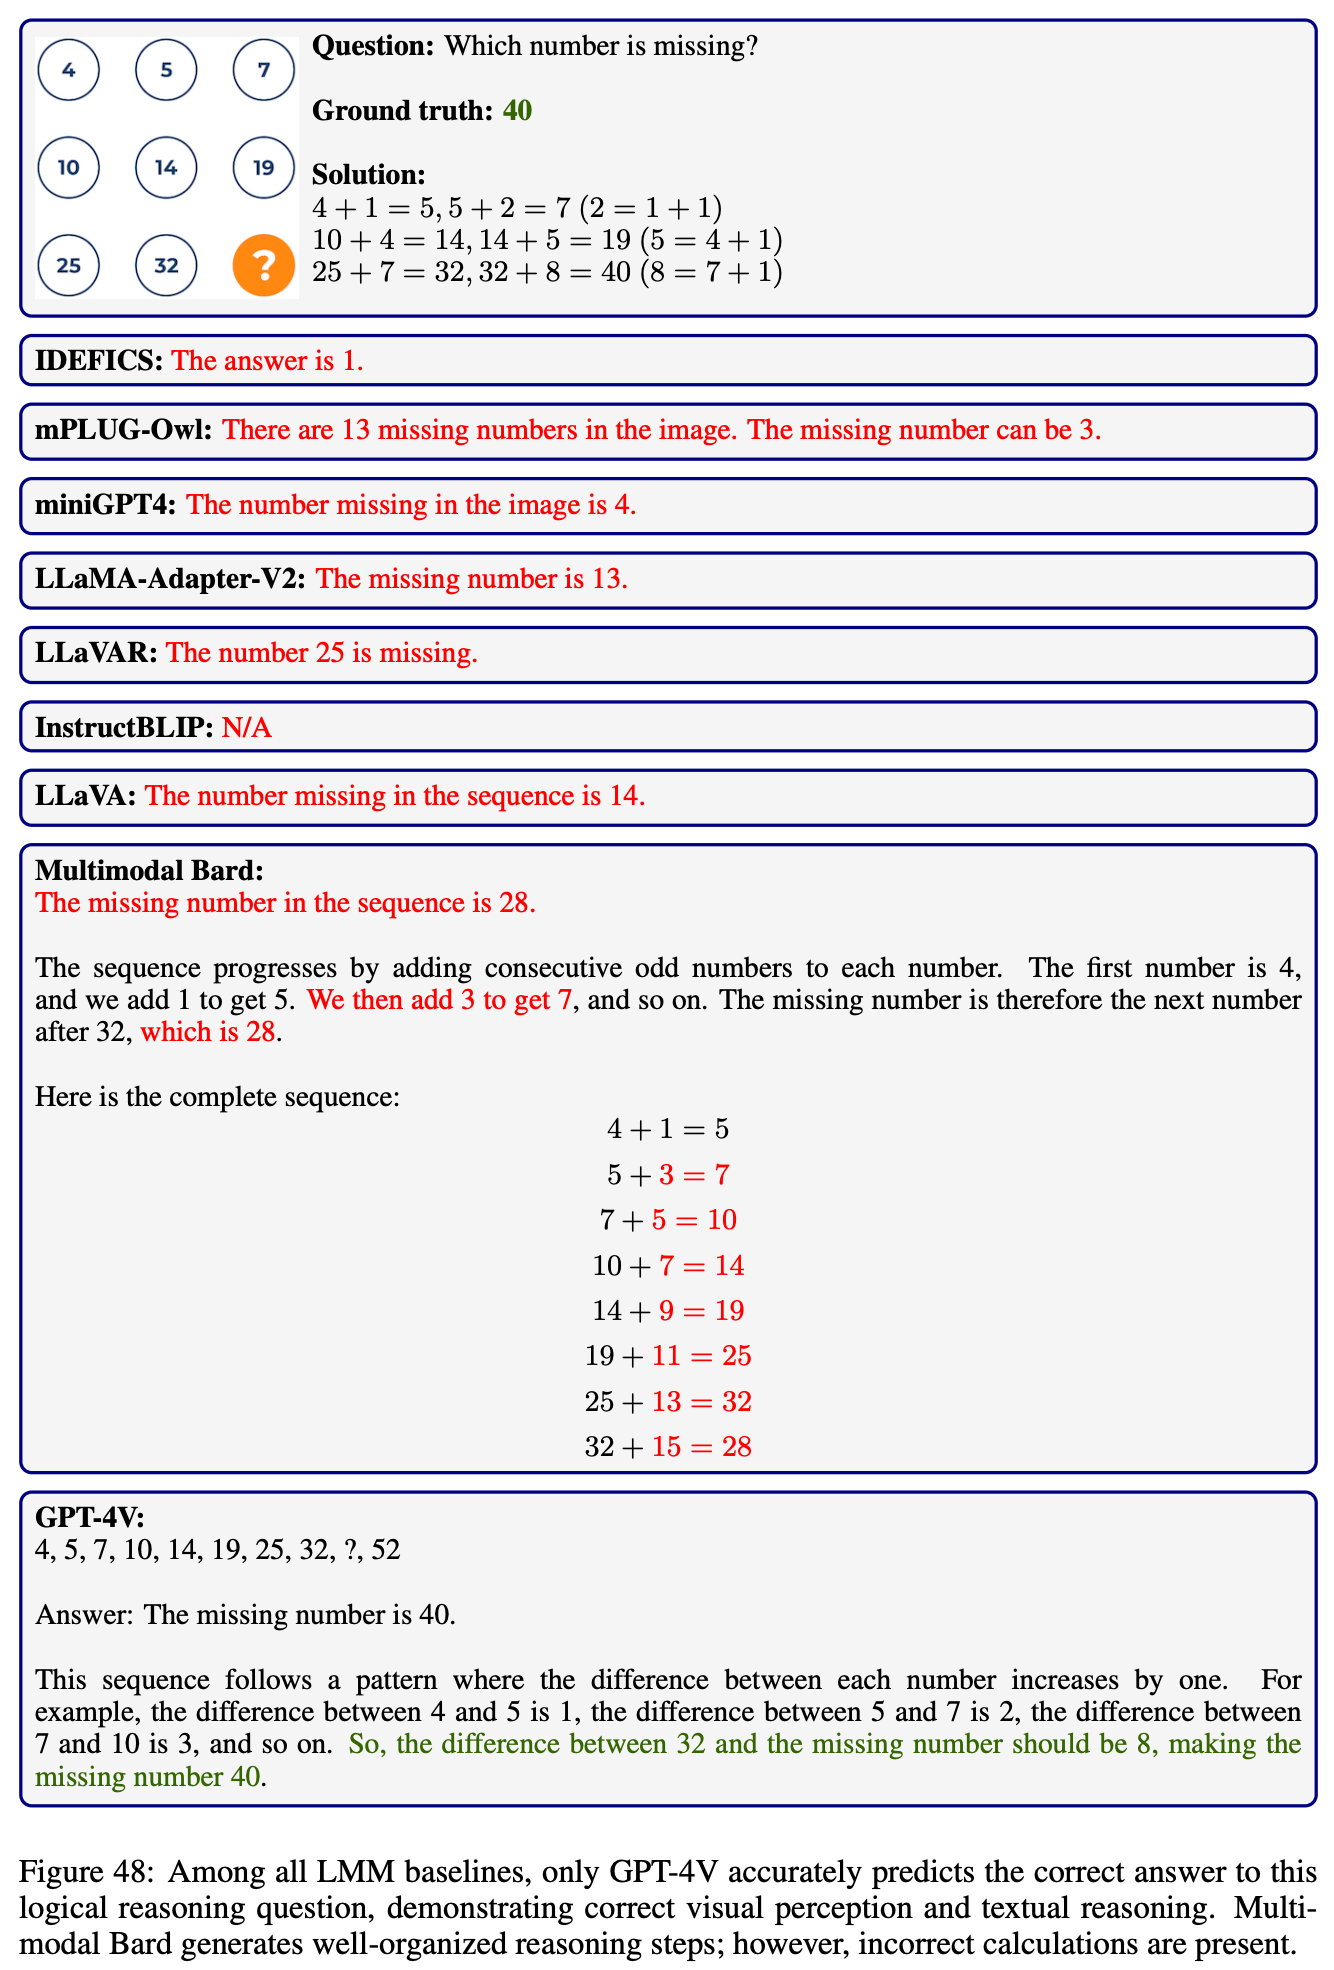 4 5 7
10 14 19
25 32 ?
Question: Which number is missing?
Ground truth: 40
Solution:
4 + 1 = 5, 5 + 2 = 7 (2 = 1 + 1)
10 + 4 = 14, 14 + 5 = 19 (5 = 4 + 1)
25 + 7 = 32, 32 + 8 = 40 (8 = 7 + 1)
IDEFICS: The answer is 1.
mPLUG-Owl: There are 13 missing numbers in the image. The missing number can be 3.
miniGPT4: The number missing in the image is 4.
LLaMA-Adapter-V2: The missing number is 13.
LLaVAR: The number 25 is missing.
InstructBLIP: N/A
LLaVA: The number missing in the sequence is 14.
Multimodal Bard:
The missing number in the sequence is 28.
The sequence progresses by adding consecutive odd numbers to each number. The first number is 4,
and we add 1 to get 5. We then add 3 to get 7, and so on. The missing number is therefore the next number
after 32, which is 28.
Here is the complete sequence:
4 + 1 = 5
5 + 3 = 7
7 + 5 = 10
10 + 7 = 14
14 + 9 = 19
19 + 11 = 25
25 + 13 = 32
32 + 15 = 28
GPT-4V:
4, 5, 7, 10, 14, 19, 25, 32, ?, 52
Answer: The missing number is 40.
This sequence follows a pattern where the difference between each number increases by one. For
example, the difference between 4 and 5 is 1, the difference between 5 and 7 is 2, the difference between
7 and 10 is 3, and so on. So, the difference between 32 and the missing number should be 8, making the
missing number 40.
Figure 48: Among all LMM baselines, only GPT-4V accurately predicts the correct answer to this
logical reasoning question, demonstrating correct visual perception and textual reasoning. Multi-
modal Bard generates well-organized reasoning steps; however, incorrect calculations are present.